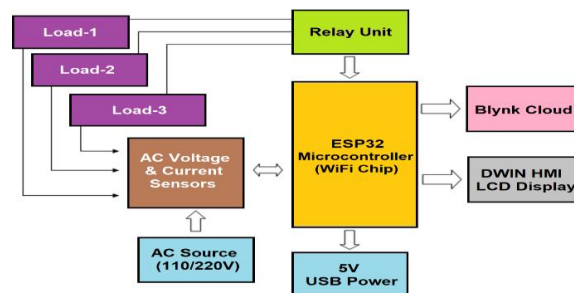 Load-1
Load-2
Load-3
Relay Unit
ESP32
Microcontroller
(WiFi Chip)
Blynk Cloud
DWIN HMI
LCD Display
AC Voltage
& Current
Sensors
AC Source
(110/220V)
5V
USB Power